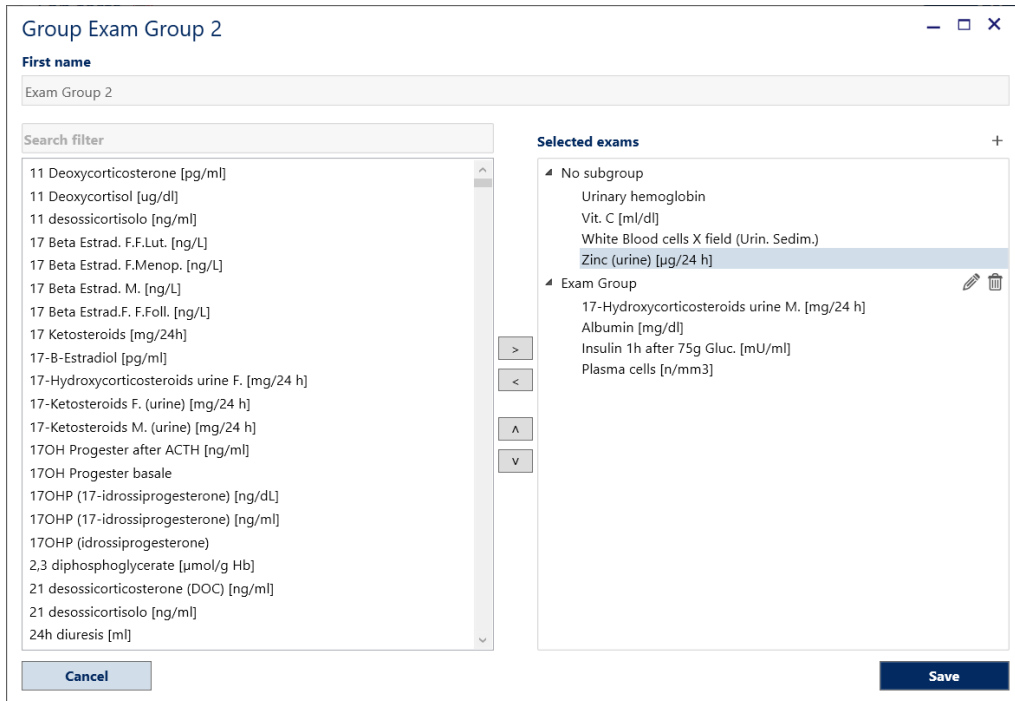 Group Exam Group 2
First name
Exam Group 2
Search filter
11 Deoxycorticosterone [pg/ml]
11 Deoxycortisol [ug/dl]
11 desossicortisolo [ng/ml]
17 Beta Estrad. F.F.Lut. [ng/L]
17 Beta Estrad. F.Menop. [ng/L]
17 Beta Estrad. M. [ng/L]
17 Beta Estrad.F. F.Foll. [ng/L]
17 Ketosteroids [mg/24h]
17-B-Estradiol [pg/ml]
17-Hydroxycorticosteroids urine F. [mg/24 h]
17-Ketosteroids F. (urine) [mg/24 h]
17-Ketosteroids M. (urine) [mg/24 h]
17OH Progester after ACTH [ng/ml]
17OH Progester basale
17OHP (17-idrossiprogesterone) [ng/dL]
17OHP (17-idrossiprogesterone) [ng/ml]
17OHP (idrossiprogesterone)
2,3 diphosphoglycerate [µmol/g Hb]
21 desossicorticosterone (DOC) [ng/ml]
21 desossicortisolo [ng/ml]
24h diuresis [ml]
>
<
∧
∨
Selected exams +
No subgroup
Urinary hemoglobin
Vit. C [ml/dl]
White Blood cells X field (Urin. Sedim.)
Zinc (urine) [µg/24 h]
Exam Group
17-Hydroxycorticosteroids urine M. [mg/24 h]
Albumin [mg/dl]
Insulin 1h after 75g Gluc. [mU/ml]
Plasma cells [n/mm3]
Cancel
Save